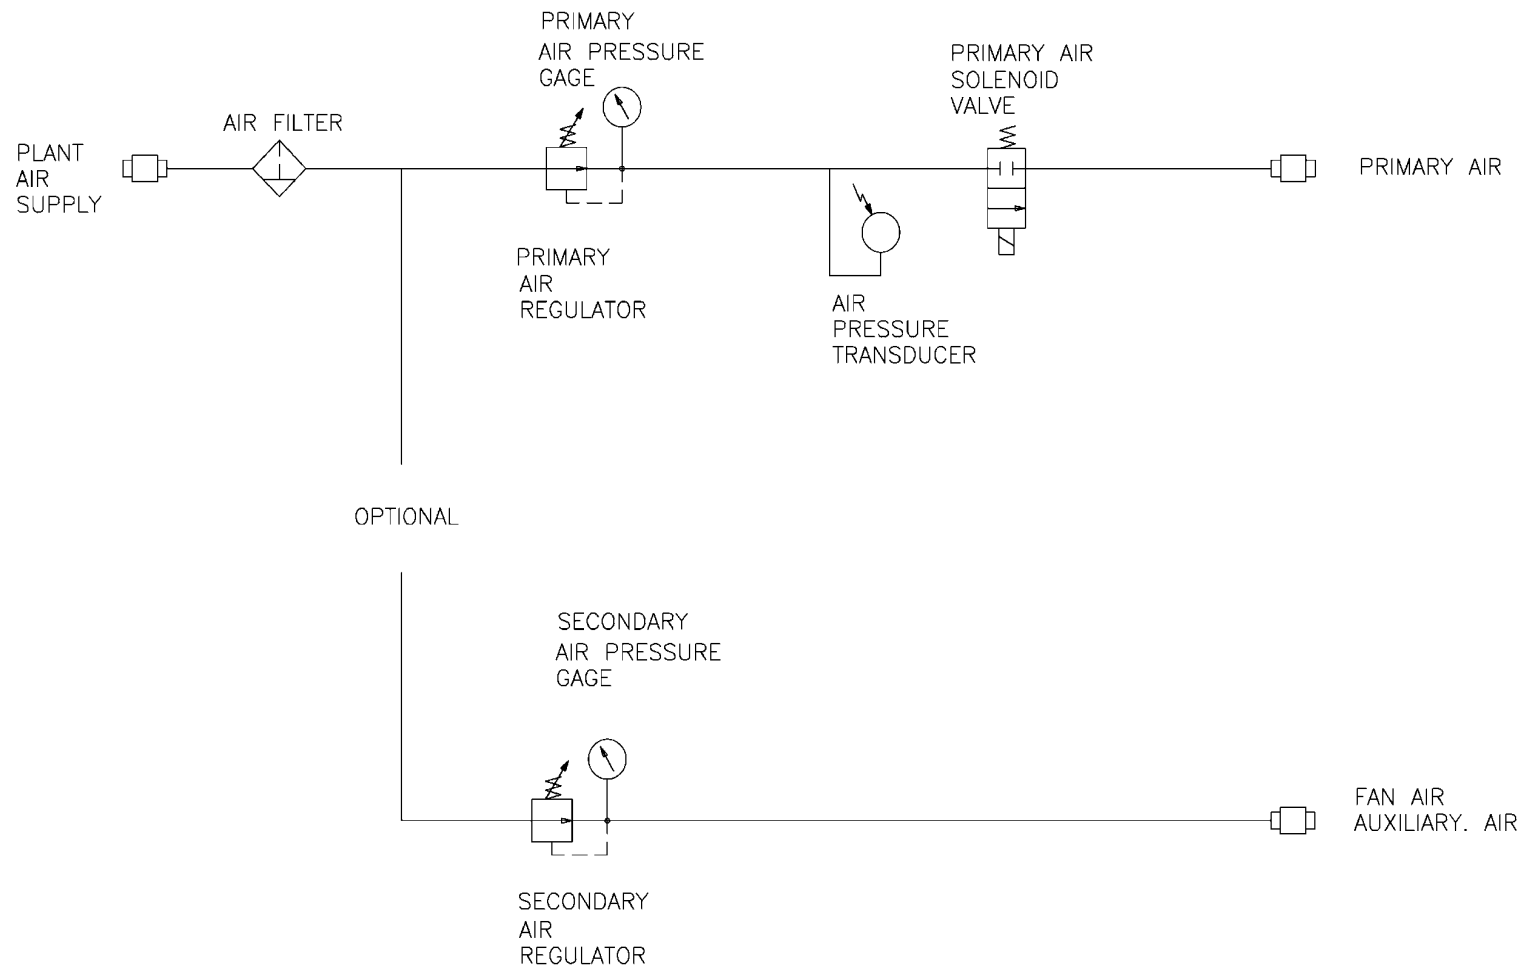 PRIMARY
AIR PRESSURE
GAGE
PRIMARY AIR
SOLENOID
VALVE
AIR FILTER
PLANT
AIR
SUPPLY
PRIMARY AIR
PRIMARY
AIR
REGULATOR
AIR
PRESSURE
TRANSDUCER
OPTIONAL
SECONDARY
AIR PRESSURE
GAGE
FAN AIR
AUXILIARY. AIR
SECONDARY
AIR
REGULATOR